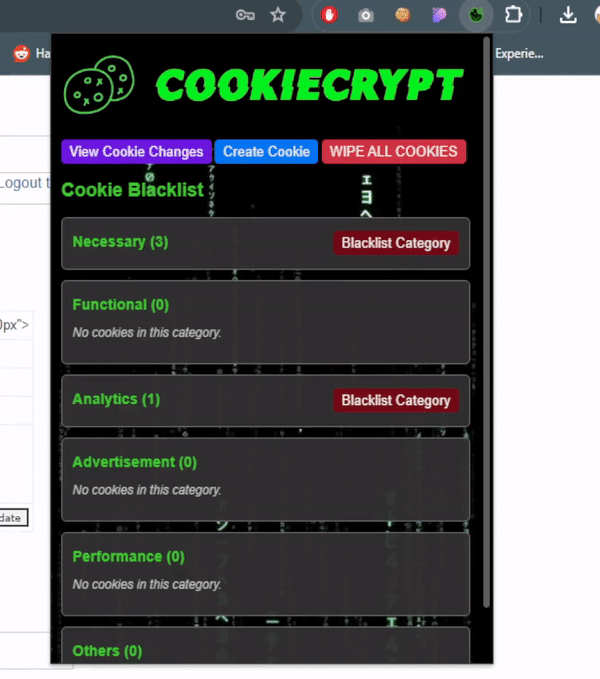 Ha
Experie...
COOKIECRYPT
View Cookie Changes Create Cookie WIPE ALL COOKIES
Logout t
Cookie Blacklist
Necessary (3) Blacklist Category
Functional (0)
0px">
No cookies in this category.
Analytics (1) Blacklist Category
Advertisement (0)
No cookies in this category.
date
Performance (0)
No cookies in this category.
Others (0)